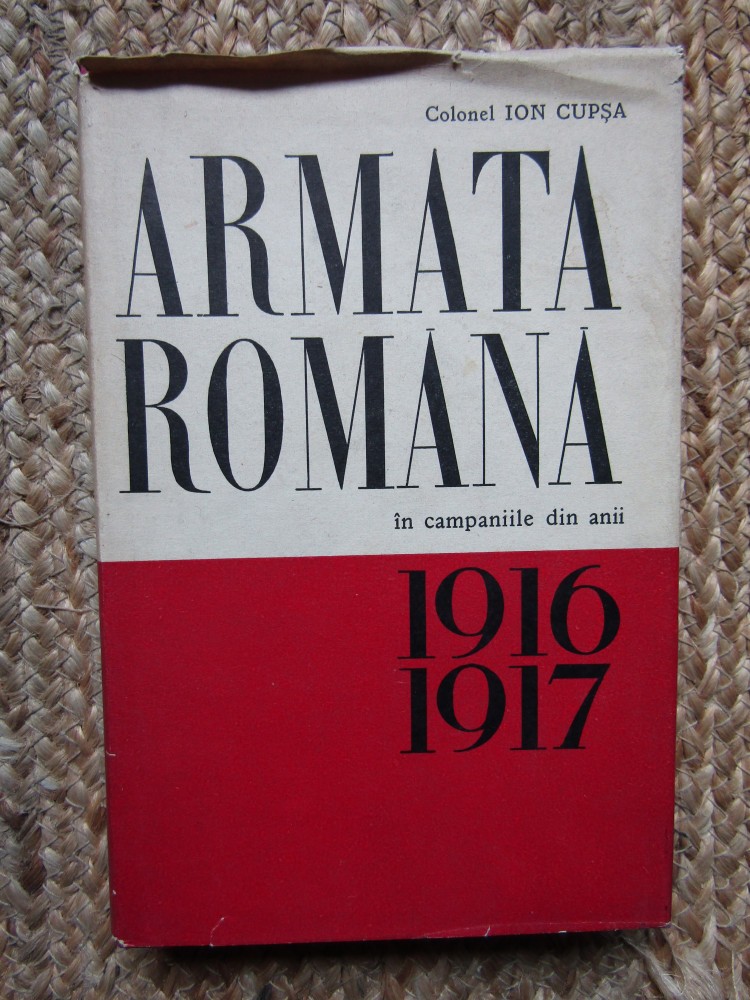 Colonel ION CUPȘA
ARMATA
ROMÂNĂ
în campaniile din anii
1916
1917